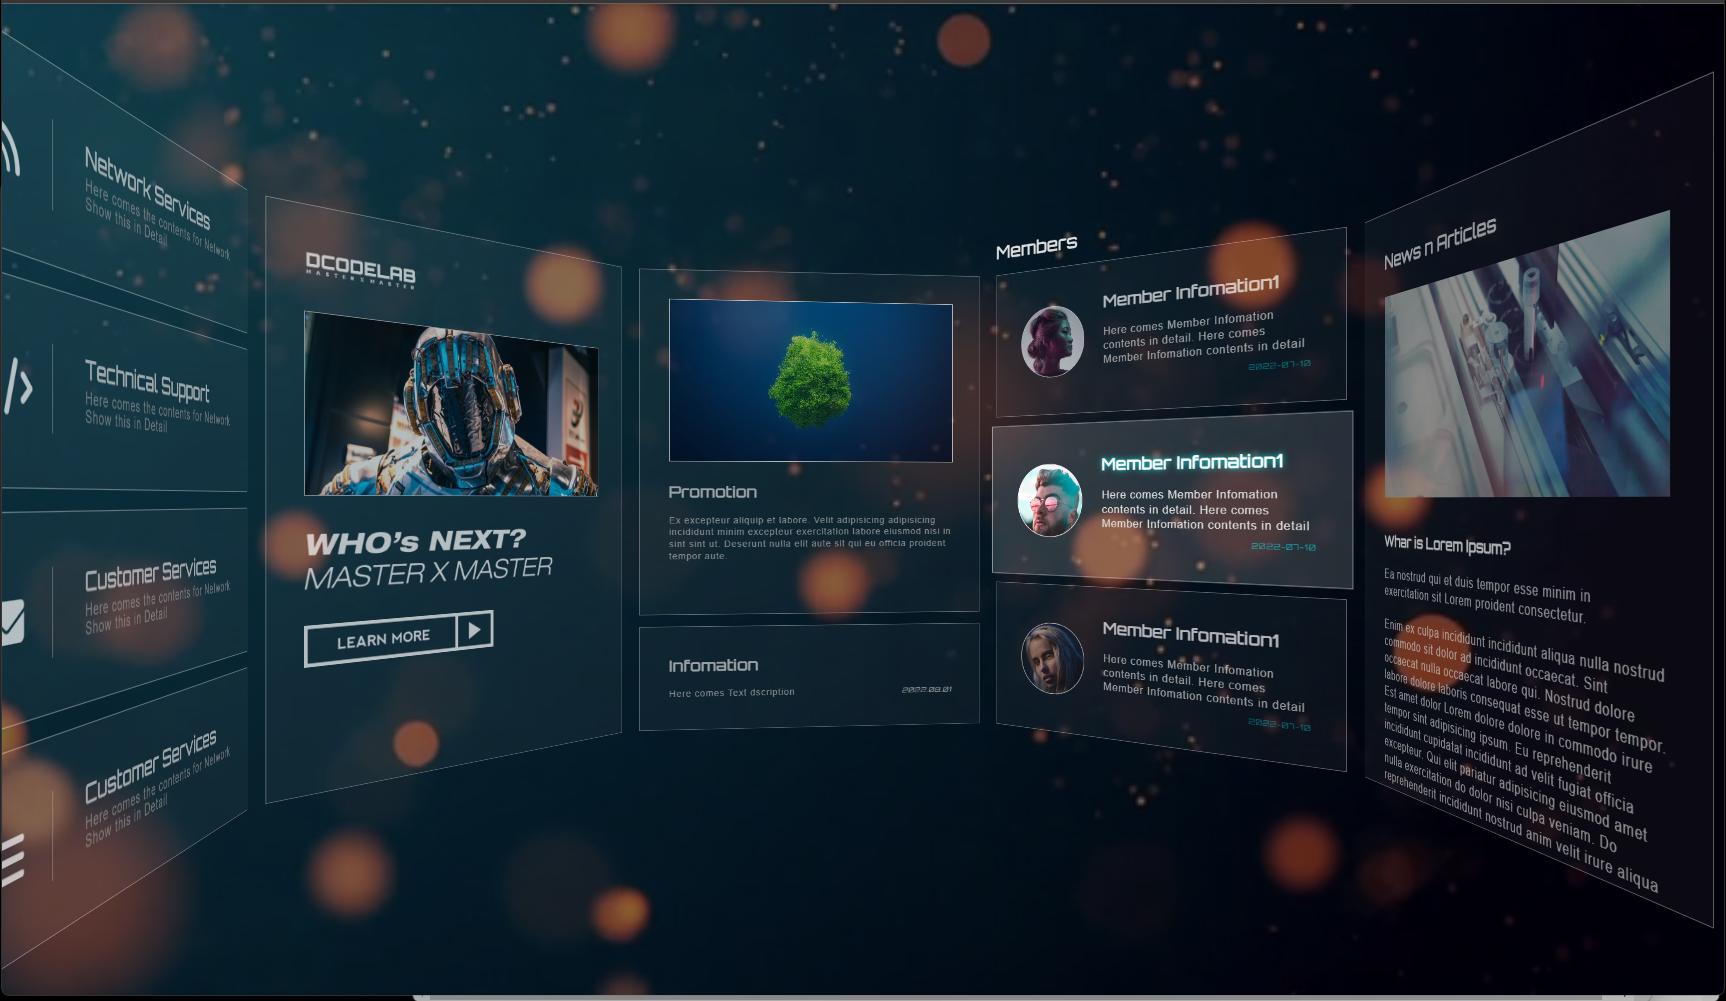 Network Services
Here comes the contents for Network
Show this in Detail
Technical Support
Here comes the contents for Network
Show this in Detail
Customer Services
Here comes the contents for Network
Show this in Detail
Customer Services
Here comes the contents for Network
Show this in Detail
DCODELAB
MASTER X MASTER
WHO's NEXT?
MASTER X MASTER
LEARN MORE
Promotion
Ex excepteur aliquip et labore. Velit adipisicing adipisicing
incididunt minim excepteur exercitation labore eiusmod nisi in
sint sint ut. Deserunt nulla elit aute sit qui eu officia proident
tempor aute.
Infomation
Here comes Text dscription
2022.08.01
Members
Member Infomation1
Here comes Member Infomation
contents in detail. Here comes
Member Infomation contents in detail
2022-07-10
Member Infomation1
Here comes Member Infomation
contents in detail. Here comes
Member Infomation contents in detail
2022-07-10
Member Infomation1
Here comes Member Infomation
contents in detail. Here comes
Member Infomation contents in detail
2022-07-10
News n Articles
Whar is Lorem Ipsum?
Ea nostrud qui et duis tempor esse minim in
exercitation sit Lorem proident consectetur.
Enim ex culpa incididunt incididunt aliqua nulla nostrud
commodo sit dolor ad incididunt occaecat. Sint
occaecat nulla occaecat labore qui. Nostrud dolore
labore dolore laboris consequat esse ut tempor tempor.
Est amet dolor Lorem dolore dolore in commodo irure
tempor sint adipisicing ipsum. Eu reprehenderit
incididunt cupidatat incididunt ad velit fugiat officia
excepteur. Qui elit pariatur adipisicing eiusmod amet
nulla exercitation do dolor nisi culpa veniam. Do
reprehenderit incididunt nostrud anim velit irure aliqua